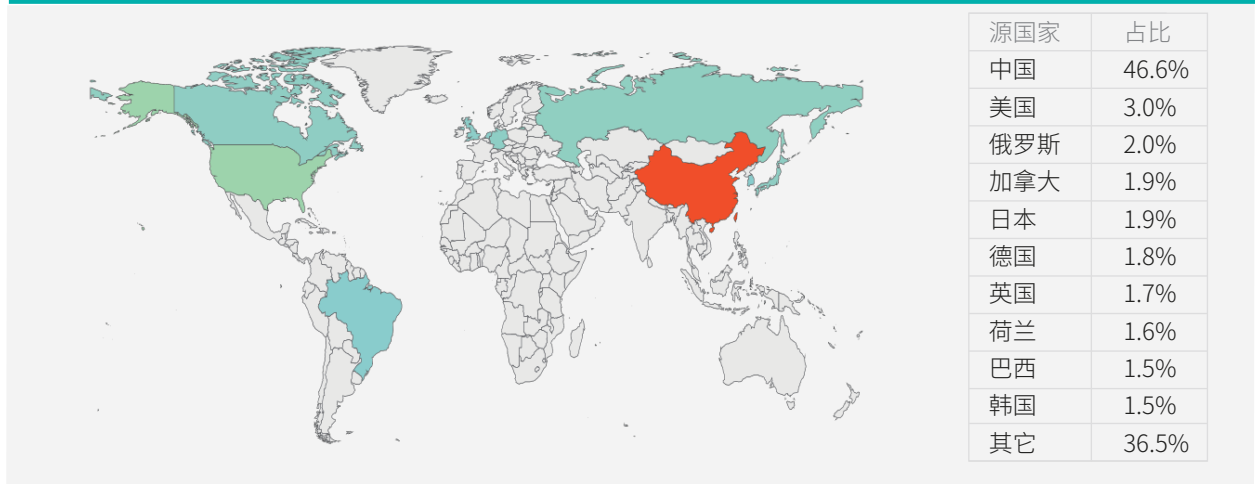 源国家 占比
中国 46.6%
美国 3.0%
俄罗斯 2.0%
加拿大 1.9%
日本 1.9%
德国 1.8%
英国 1.7%
荷兰 1.6%
巴西 1.5%
韩国 1.5%
其它 36.5%